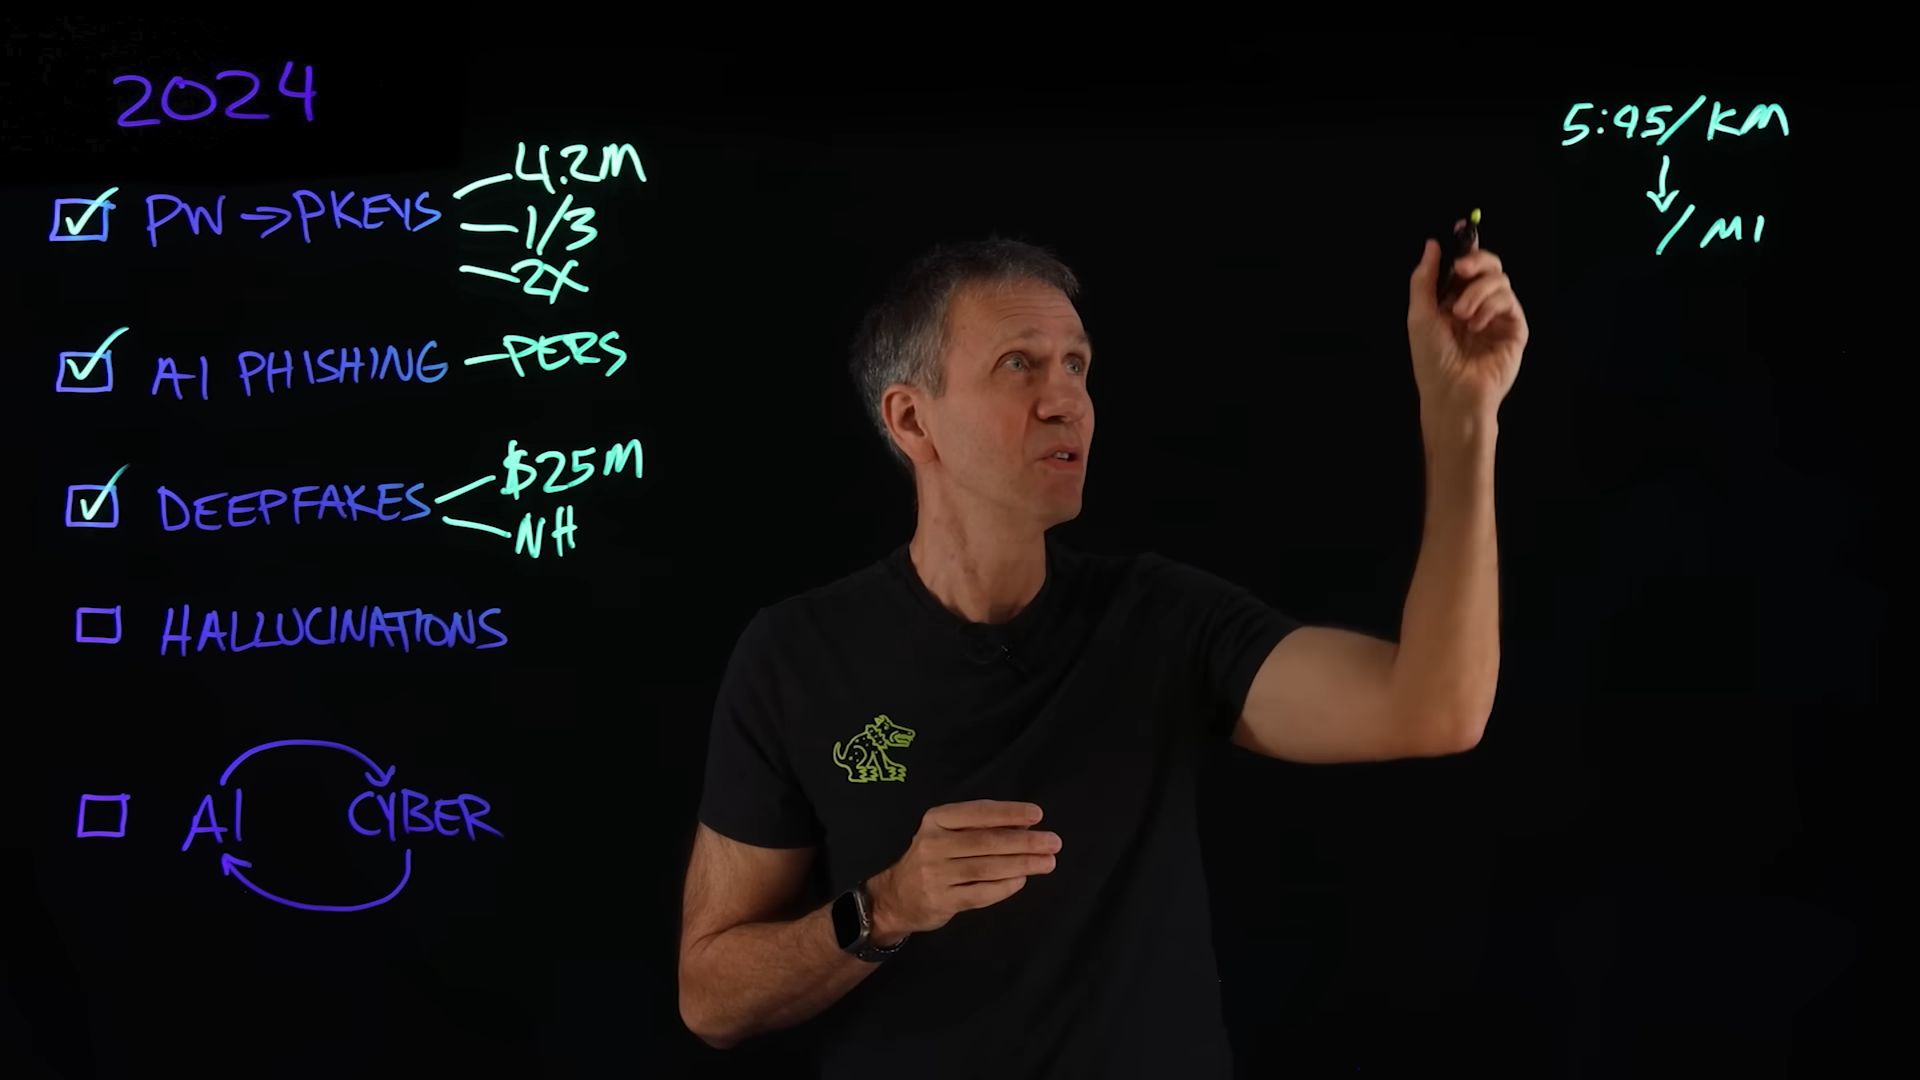 2024
PW → PKEYS
4.2M
1/3
2X
AI PHISHING
PERS
DEEPFAKES
$25M
NH
HALLUCINATIONS
AI CYBER
5:45/KM
/MI